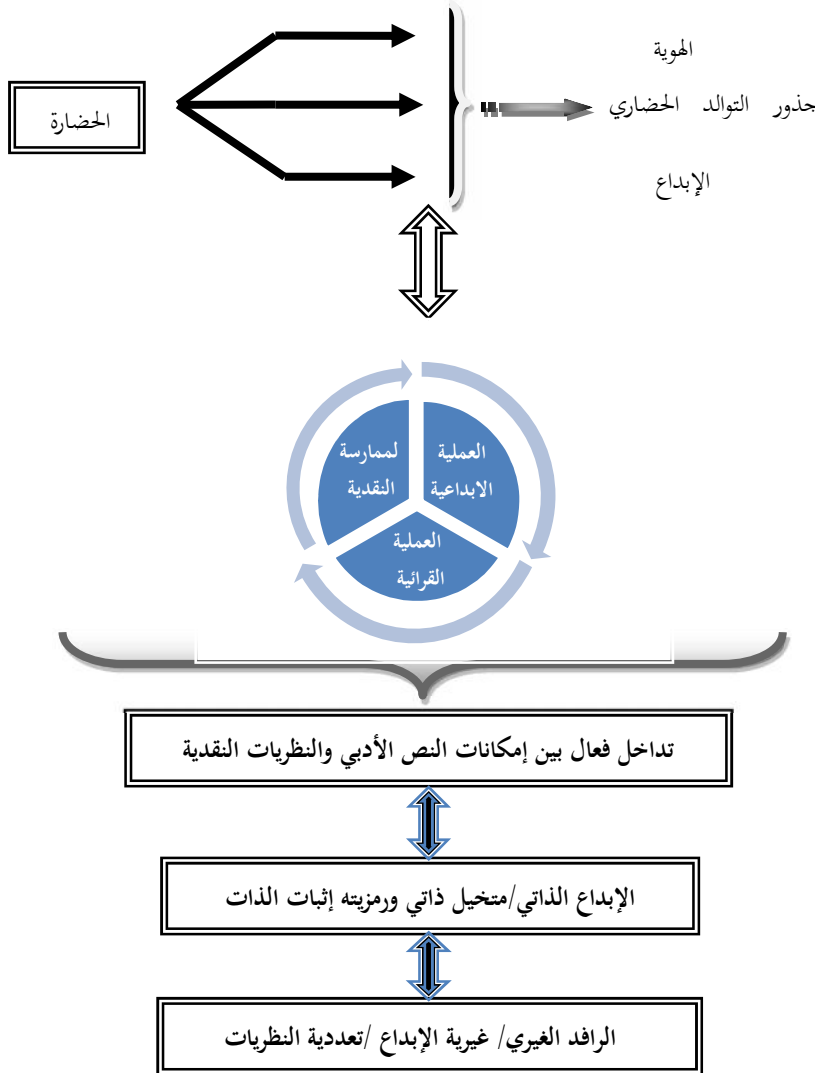 الهوية
جذور التوالد الحضاري
الإبداع
الحضارة
العملية
الابداعية
لممارسة
النقدية
العملية
القرائية
تداخل فعال بين إمكانات النص الأدبي والنظريات النقدية
الإبداع الذاتي/متخيل ذاتي ورمزيته إثبات الذات
الرافد الغيري/ غيرية الإبداع /تعددية النظريات